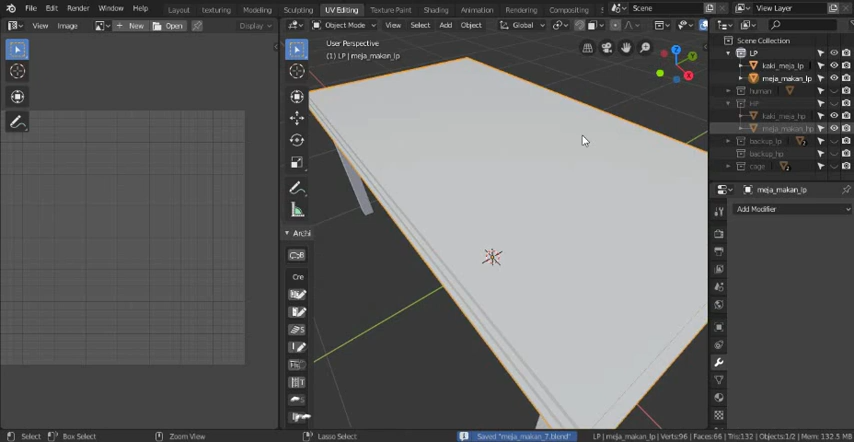 File Edit Render Window Help Layout texturing Modeling Sculpting UV Editing Texture Paint Shading Animation Rendering Compositing Scene View Layer
View Image New Open Display Object Mode View Select Add Object Global
User Perspective
(1) LP | meja_makan_lp
Scene Collection
LP
kaki_meja_lp
meja_makan_lp
human
HP
kaki_meja_hp
meja_makan_hp
backup_lp
backup_hp
cage
meja_makan_lp
Add Modifier
Archi
Cre
Z
Y
X
Select Box Select Zoom View Lasso Select Saved "meja_makan_7.blend" LP | meja_makan_lp | Verts:96 | Faces:66 | Tris:132 | Objects:1/2 | Mem: 132.5 MB